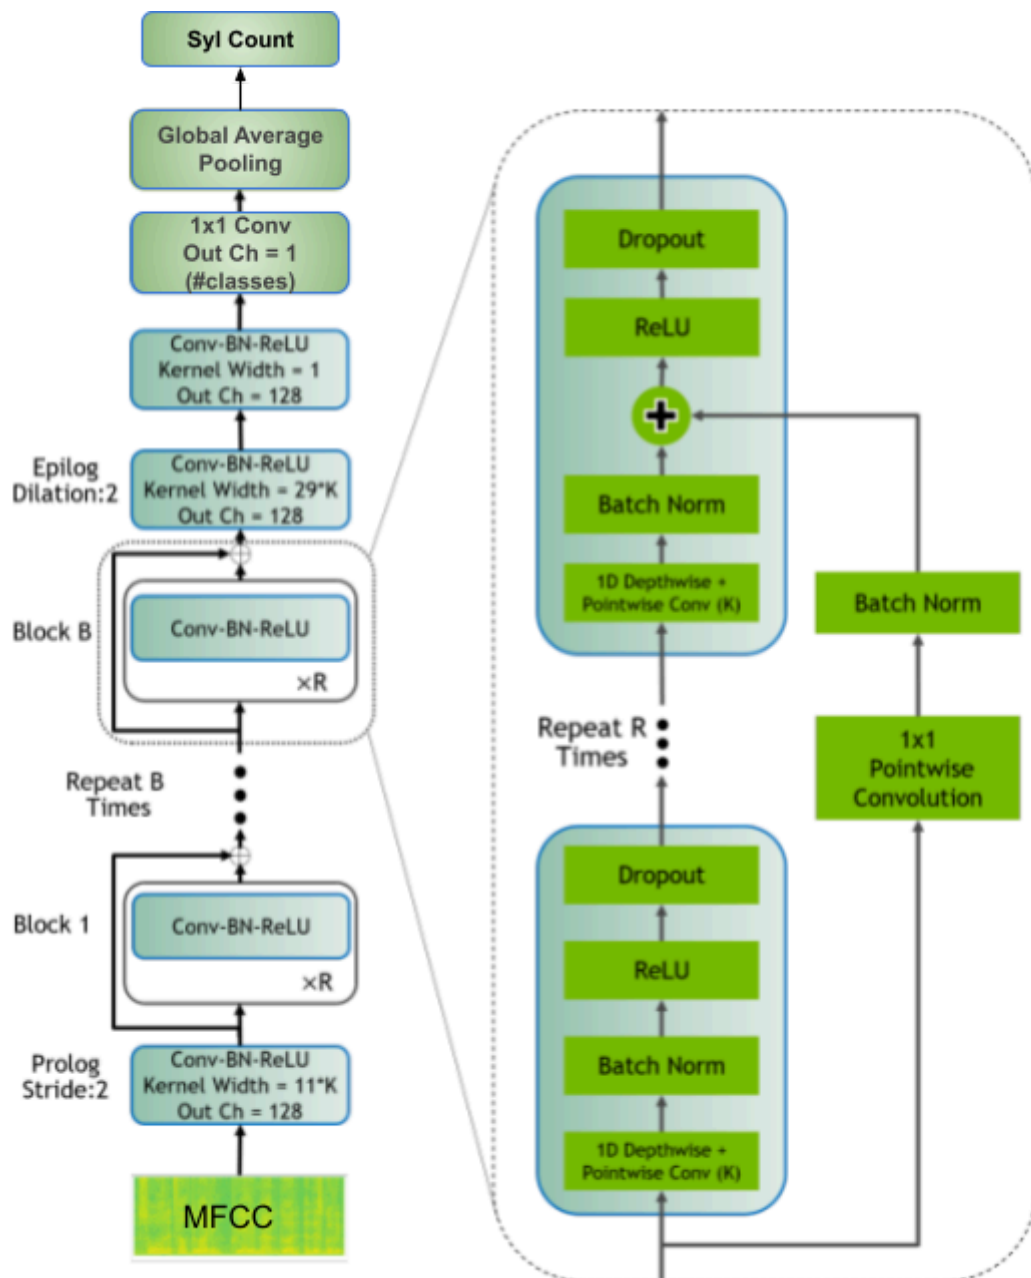 Syl Count
Global Average
Pooling
1x1 Conv
Out Ch = 1
(#classes)
Conv-BN-ReLU
Kernel Width = 1
Out Ch = 128
Epilog
Dilation:2
Conv-BN-ReLU
Kernel Width = 29*K
Out Ch = 128
Block B
Conv-BN-ReLU
×R
Repeat B
Times
Block 1
Conv-BN-ReLU
×R
Prolog
Stride:2
Conv-BN-ReLU
Kernel Width = 11*K
Out Ch = 128
MFCC
Dropout
ReLU
+
Batch Norm
1D Depthwise +
Pointwise Conv (K)
Repeat R
Times
Dropout
ReLU
Batch Norm
1D Depthwise +
Pointwise Conv (K)
Batch Norm
1x1
Pointwise
Convolution